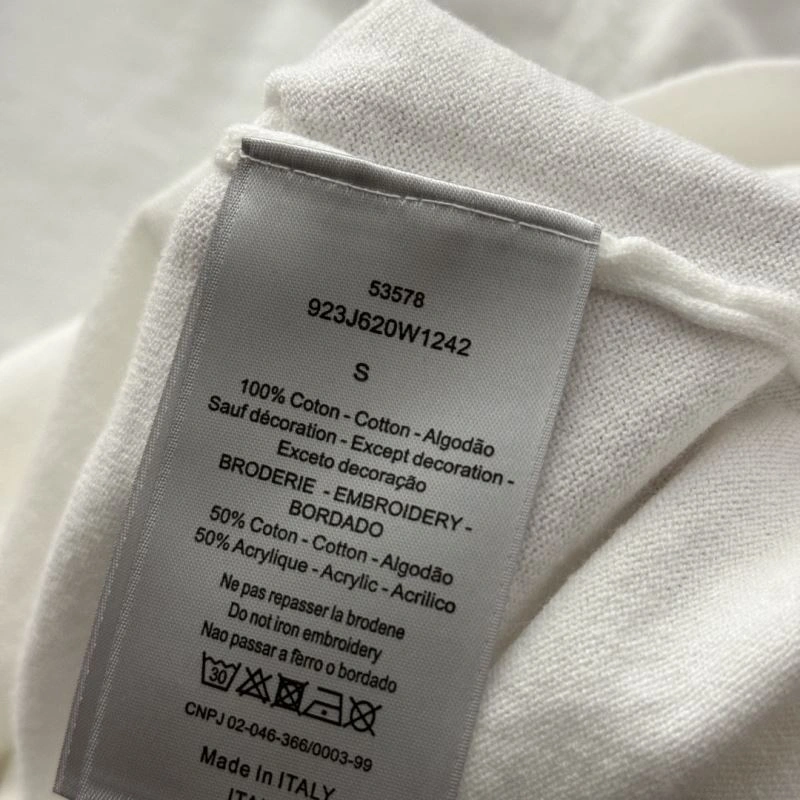 53578
923J620W1242
S
100% Coton - Cotton - Algodão
Sauf décoration - Except decoration -
Exceto decoração
BRODERIE - EMBROIDERY -
BORDADO
50% Coton - Cotton - Algodão
50% Acrylique - Acrylic - Acrilico
Ne pas repasser la brodene
Do not iron embroidery
Nao passar a fèrro o bordado
30
CNPJ 02-046-366/0003-99
Made In ITALY